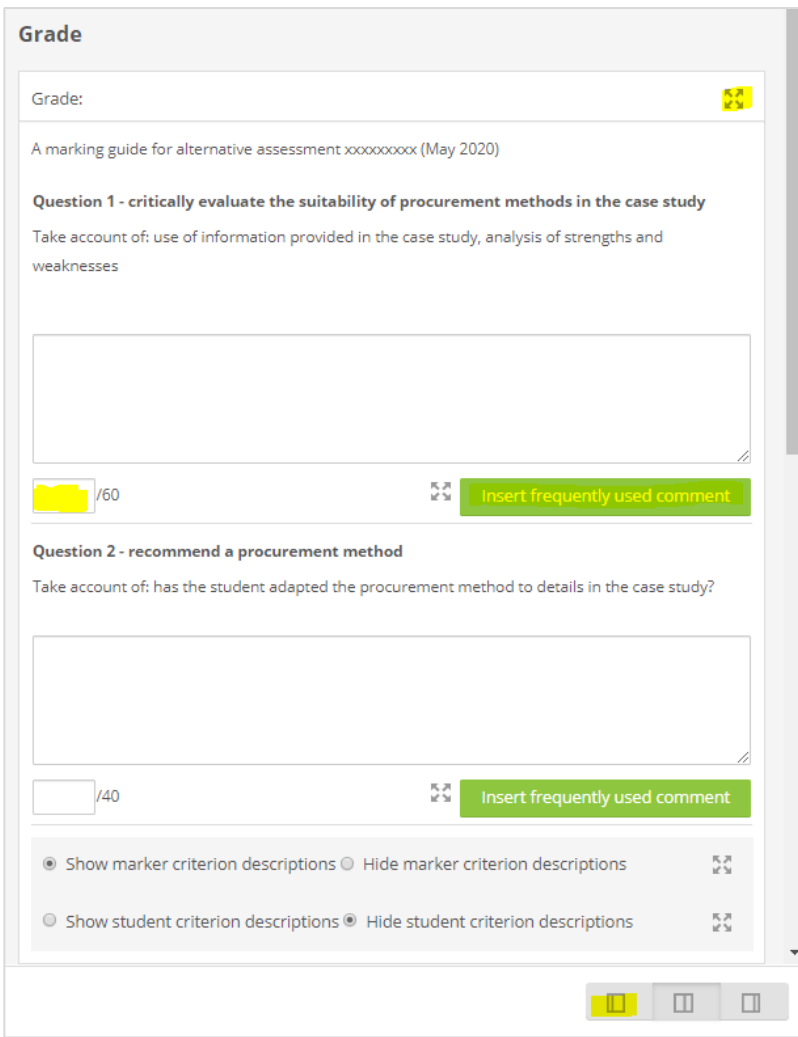 Grade
Grade:
A marking guide for alternative assessment xxxxxxxxx (May 2020)
Question 1 - critically evaluate the suitability of procurement methods in the case study
Take account of: use of information provided in the case study, analysis of strengths and
weaknesses
/60
Insert frequently used comment
Question 2 - recommend a procurement method
Take account of: has the student adapted the procurement method to details in the case study?
/40
Insert frequently used comment
Show marker criterion descriptions Hide marker criterion descriptions
Show student criterion descriptions Hide student criterion descriptions